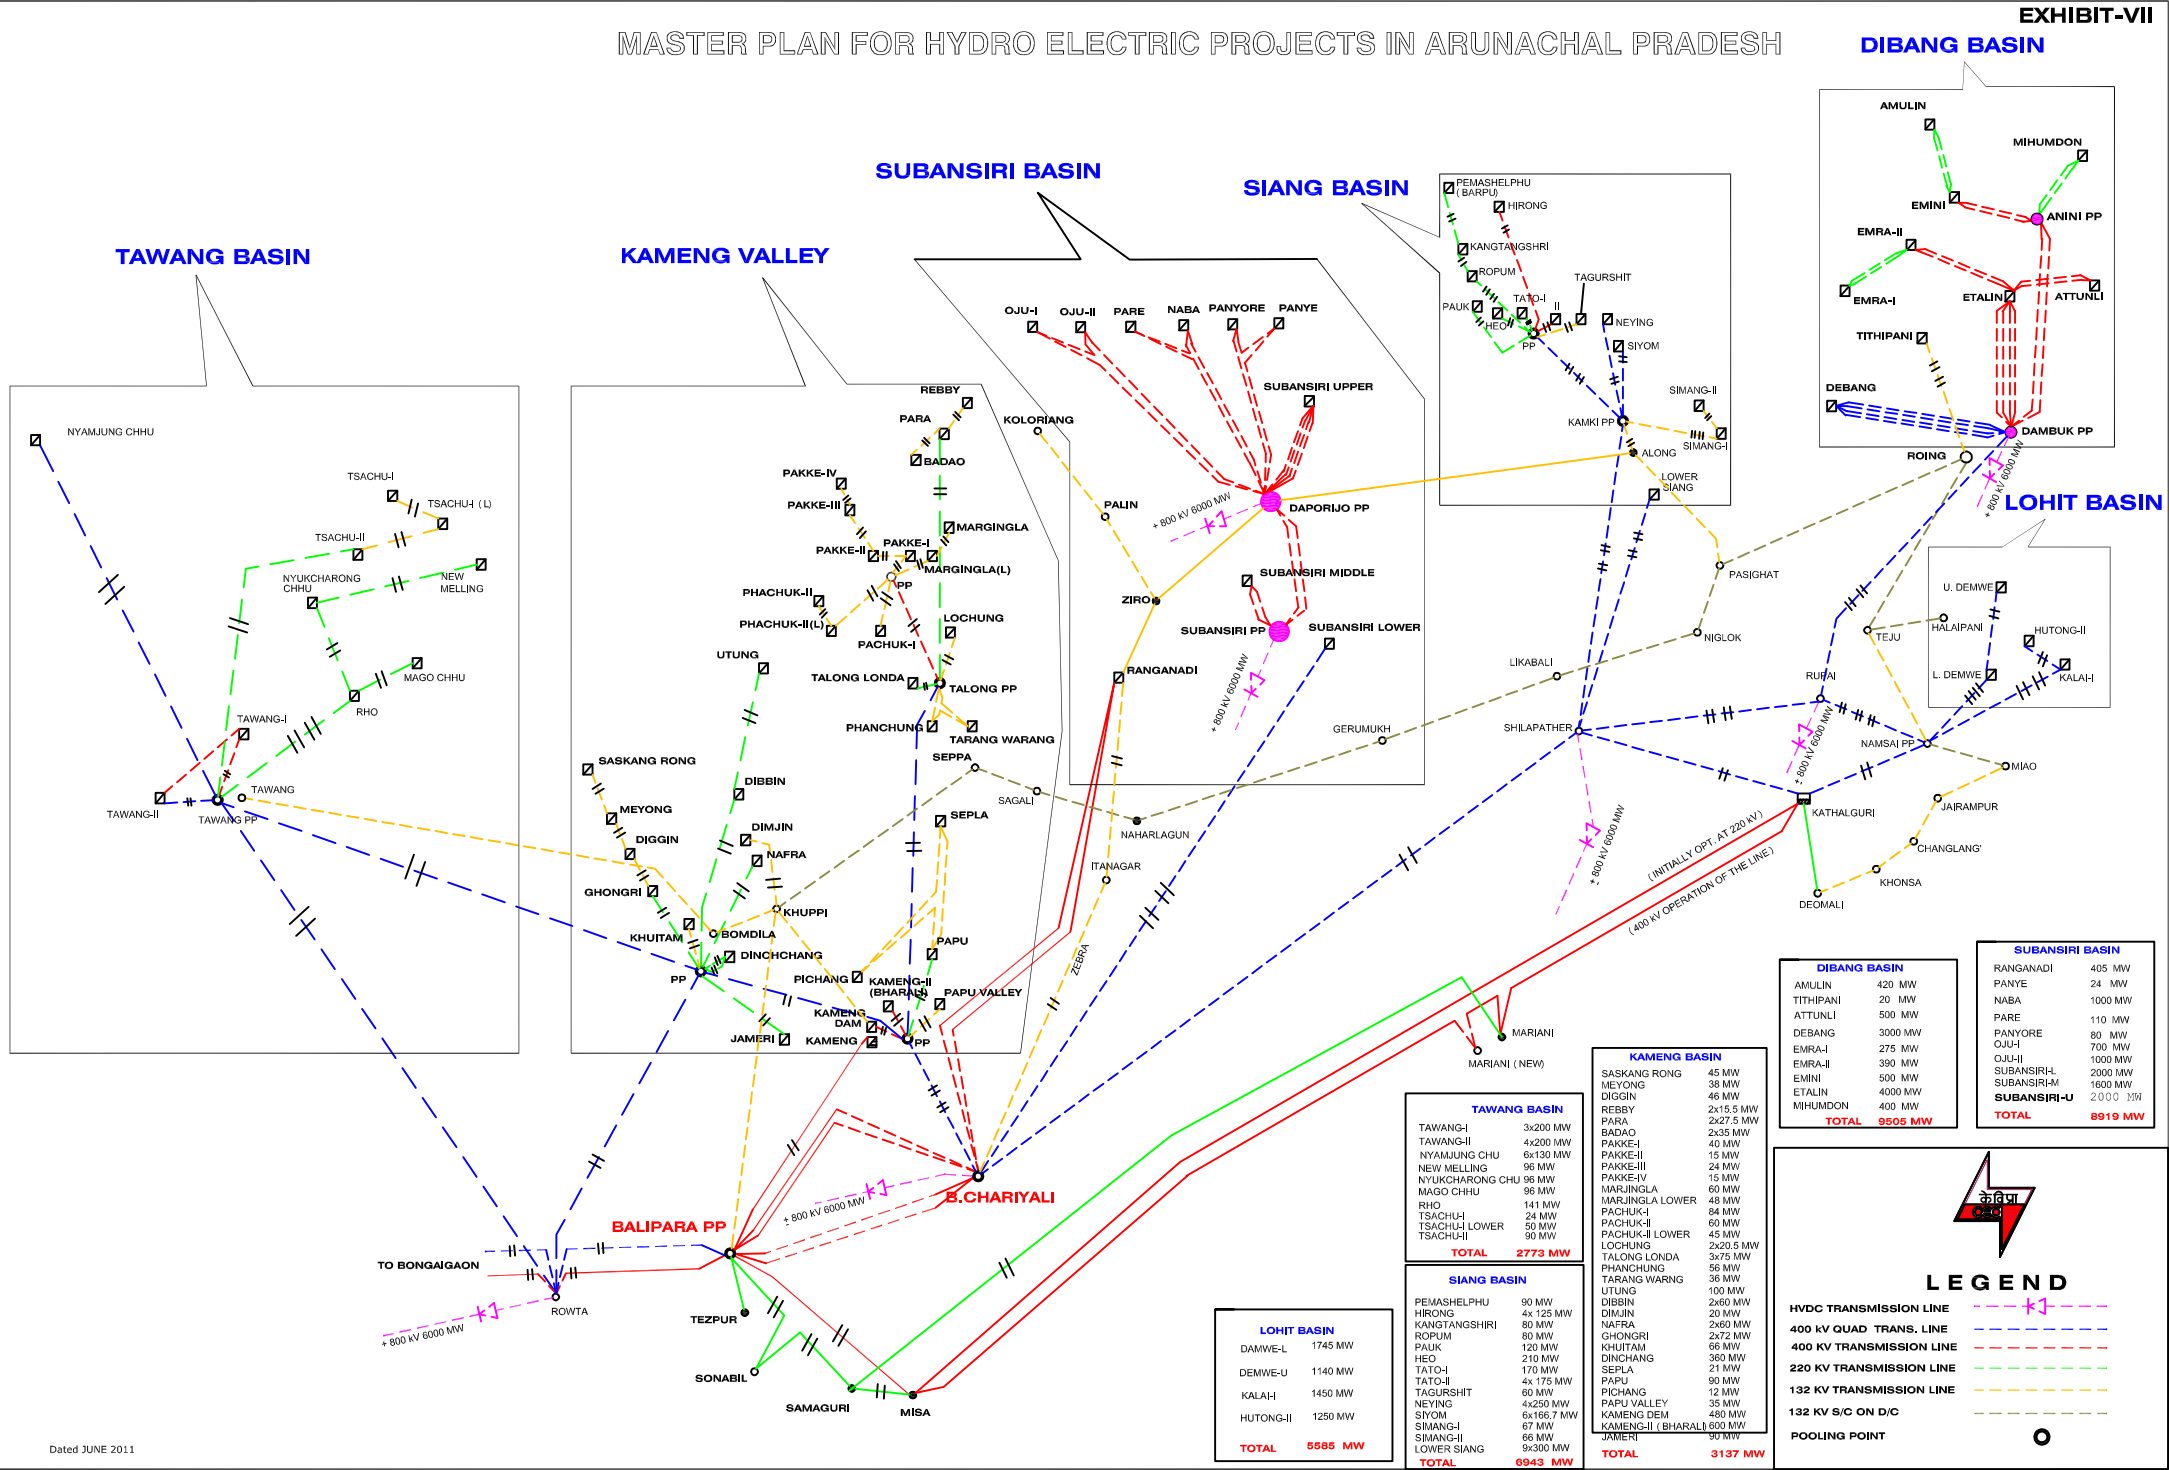 EXHIBIT-VII
MASTER PLAN FOR HYDRO ELECTRIC PROJECTS IN ARUNACHAL PRADESH
TAWANG BASIN
NYAMJUNG CHHU
TSACHU-I
TSACHU-I ( L )
TSACHU-II
NYUKCHARONG
CHHU
NEW
MELLING
MAGO CHHU
RHO
TAWANG-I
TAWANG
TAWANG-II
TAWANG PP
KAMENG VALLEY
REBBY
PARA
BADAO
PAKKE-IV
PAKKE-III
PAKKE-II
PAKKE-I
MARGINGLA
MARGINGLA(L)
PP
PHACHUK-II
PHACHUK-II(L)
PACHUK-I
LOCHUNG
UTUNG
TALONG LONDA
TALONG PP
PHANCHUNG
TARANG WARANG
SEPPA
SASKANG RONG
MEYONG
DIGGIN
GHONGRI
DIBBIN
DIMJIN
NAFRA
KHUPPI
KHUITAM
BOMDILA
DINCHCHANG
PP
JAMERI
SEPLA
PAPU
PICHANG
KAMENG-II
(BHARALI)
PAPU VALLEY
KAMENG
DAM
KAMENG
PP
SUBANSIRI BASIN
OJU-I
OJU-II
PARE
NABA
PANYORE
PANYE
SUBANSIRI UPPER
KOLORIANG
PALIN
+ 800 kV 6000 MW
DAPORIJO PP
ZIRO
SUBANSIRI MIDDLE
SUBANSIRI PP
SUBANSIRI LOWER
RANGANADI
+ 800 kV 6000 MW
SAGALI
NAHARLAGUN
ITANAGAR
ZEBRA
GERUMUKH
LIKABALI
NIGLOK
PASIGHAT
SIANG BASIN
PEMASHELPHU
( BARPU)
HIRONG
KANGTANGSHRI
ROPUM
TAGURSHIT
PAUK
HEO
TATO-I
II
PP
NEYING
SIYOM
SIMANG-II
SIMANG-I
KAMKI PP
ALONG
LOWER
SIANG
DIBANG BASIN
AMULIN
MIHUMDON
EMINI
ANINI PP
EMRA-II
EMRA-I
ETALIN
ATTUNLI
TITHIPANI
DEBANG
DAMBUK PP
ROING
+ 800 kV 6000 MW
LOHIT BASIN
U. DEMWE
HALAIPANI
HUTONG-II
L. DEMWE
KALAI-I
TEJU
RUPAI
SHILAPATHER
NAMSAI PP
+ 800 kV 6000 MW
MIAO
JAIRAMPUR
KATHALGURI
CHANGLANG'
KHONSA
DEOMALI
+ 800 kV 6000 MW
( INITIALLY OPT. AT 220 kV )
( 400 kV OPERATION OF THE LINE )
MARIANI
MARIANI ( NEW)
B.CHARIYALI
+ 800 kV 6000 MW
BALIPARA PP
TO BONGAIGAON
ROWTA
+ 800 kV 6000 MW
TEZPUR
SONABIL
SAMAGURI
MISA
LOHIT BASIN
DAMWE-L 1745 MW
DEMWE-U 1140 MW
KALAI-I 1450 MW
HUTONG-II 1250 MW
TOTAL 5585 MW
TAWANG BASIN
TAWANG-I 3x200 MW
TAWANG-II 4x200 MW
NYAMJUNG CHU 6x130 MW
NEW MELLING 96 MW
NYUKCHARONG CHU 96 MW
MAGO CHHU 96 MW
RHO 141 MW
TSACHU-I 24 MW
TSACHU-I LOWER 50 MW
TSACHU-II 90 MW
TOTAL 2773 MW
SIANG BASIN
PEMASHELPHU 90 MW
HIRONG 4x 125 MW
KANGTANGSHIRI 80 MW
ROPUM 80 MW
PAUK 120 MW
HEO 210 MW
TATO-I 170 MW
TATO-II 4x 175 MW
TAGURSHIT 60 MW
NEYING 4x250 MW
SIYOM 6x166.7 MW
SIMANG-I 67 MW
SIMANG-II 66 MW
LOWER SIANG 9x300 MW
TOTAL 6943 MW
KAMENG BASIN
SASKANG RONG 45 MW
MEYONG 38 MW
DIGGIN 46 MW
REBBY 2x15.5 MW
PARA 2x27.5 MW
BADAO 2x35 MW
PAKKE-I 40 MW
PAKKE-II 15 MW
PAKKE-III 24 MW
PAKKE-IV 15 MW
MARJINGLA 60 MW
MARJINGLA LOWER 48 MW
PACHUK-I 84 MW
PACHUK-II 60 MW
PACHUK-II LOWER 45 MW
LOCHUNG 2x20.5 MW
TALONG LONDA 3x75 MW
PHANCHUNG 56 MW
TARANG WARNG 36 MW
UTUNG 100 MW
DIBBIN 2x60 MW
DIMJIN 20 MW
NAFRA 2x60 MW
GHONGRI 2x72 MW
KHUITAM 66 MW
DINCHANG 360 MW
SEPLA 21 MW
PAPU 90 MW
PICHANG 12 MW
PAPU VALLEY 35 MW
KAMENG DEM 480 MW
KAMENG-II ( BHARALI) 600 MW
JAMERI 90 MW
TOTAL 3137 MW
DIBANG BASIN
AMULIN 420 MW
TITHIPANI 20 MW
ATTUNLI 500 MW
DEBANG 3000 MW
EMRA-I 275 MW
EMRA-II 390 MW
EMINI 500 MW
ETALIN 4000 MW
MIHUMDON 400 MW
TOTAL 9505 MW
SUBANSIRI BASIN
RANGANADI 405 MW
PANYE 24 MW
NABA 1000 MW
PARE 110 MW
PANYORE 80 MW
OJU-I 700 MW
OJU-II 1000 MW
SUBANSIRI-L 2000 MW
SUBANSIRI-M 1600 MW
SUBANSIRI-U 2000 MW
TOTAL 8919 MW
केविप्रा
LEGEND
HVDC TRANSMISSION LINE
400 kV QUAD TRANS. LINE
400 KV TRANSMISSION LINE
220 KV TRANSMISSION LINE
132 KV TRANSMISSION LINE
132 KV S/C ON D/C
POOLING POINT
Dated JUNE 2011